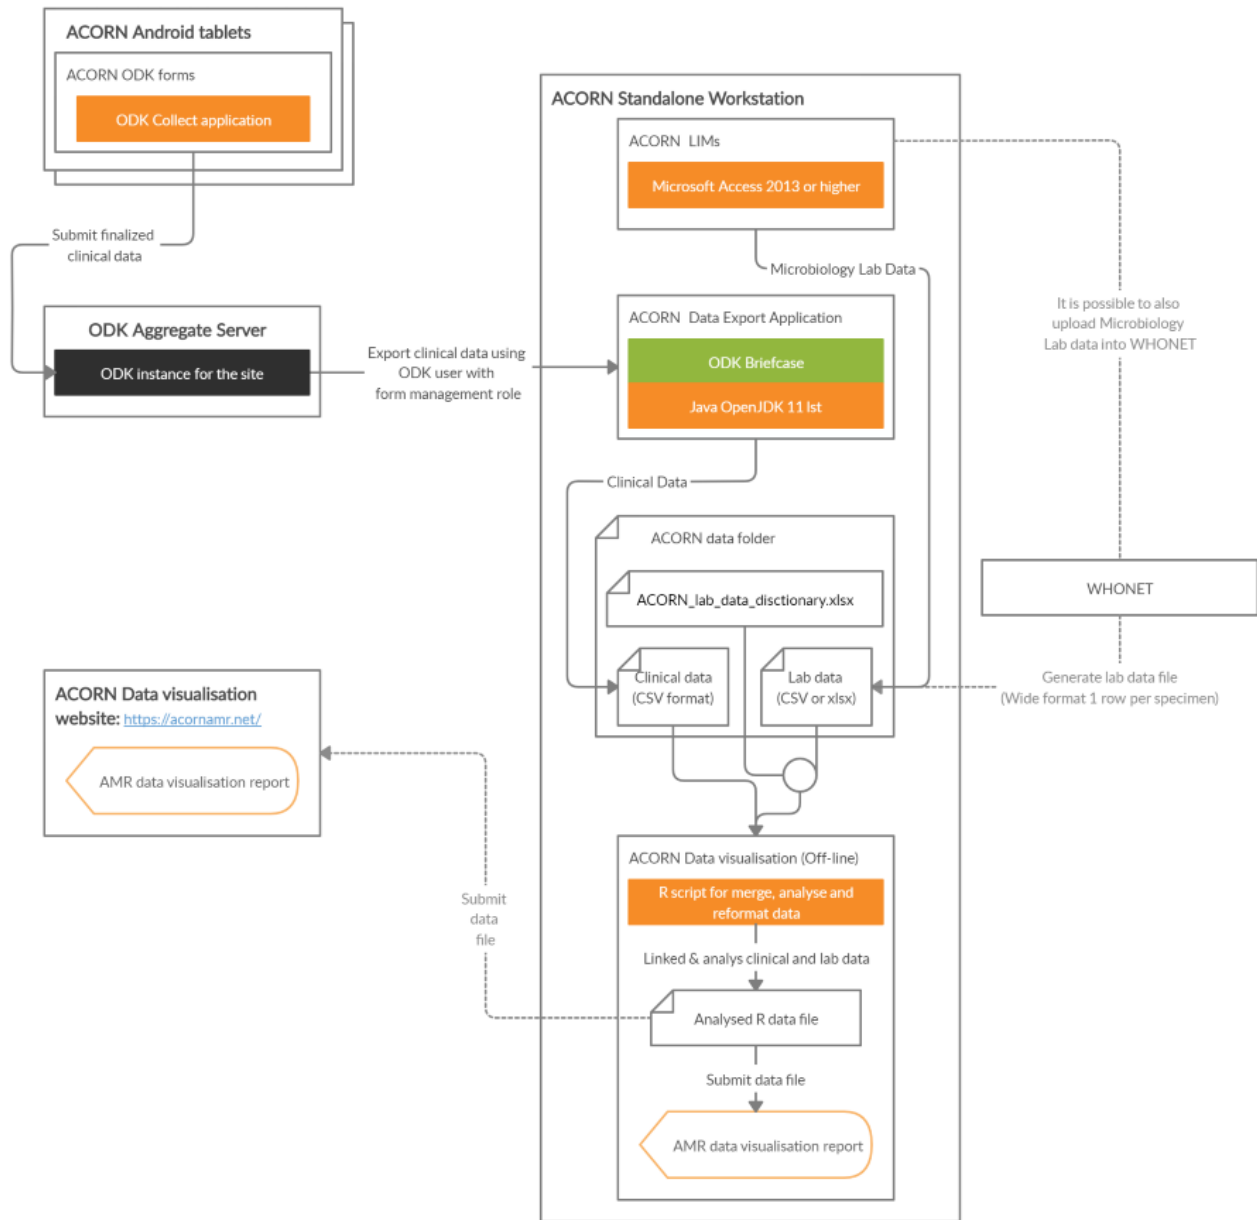 ACORN Android tablets
ACORN ODK forms
ODK Collect application
Submit finalized
clinical data
ODK Aggregate Server
ODK instance for the site
Export clinical data using
ODK user with
form management role
ACORN Standalone Workstation
ACORN LIMs
Microsoft Access 2013 or higher
Microbiology Lab Data
ACORN Data Export Application
ODK Briefcase
Java OpenJDK 11 lst
Clinical Data
ACORN data folder
ACORN_lab_data_disctionary.xlsx
Clinical data
(CSV format)
Lab data
(CSV or xlsx)
It is possible to also
upload Microbiology
Lab data into WHONET
WHONET
Generate lab data file
(Wide format 1 row per specimen)
ACORN Data visualisation
website: https://acornamr.net/
AMR data visualisation report
Submit
data
file
ACORN Data visualisation (Off-line)
R script for merge, analyse and
reformat data
Linked & analys clinical and lab data
Analysed R data file
Submit data file
AMR data visualisation report